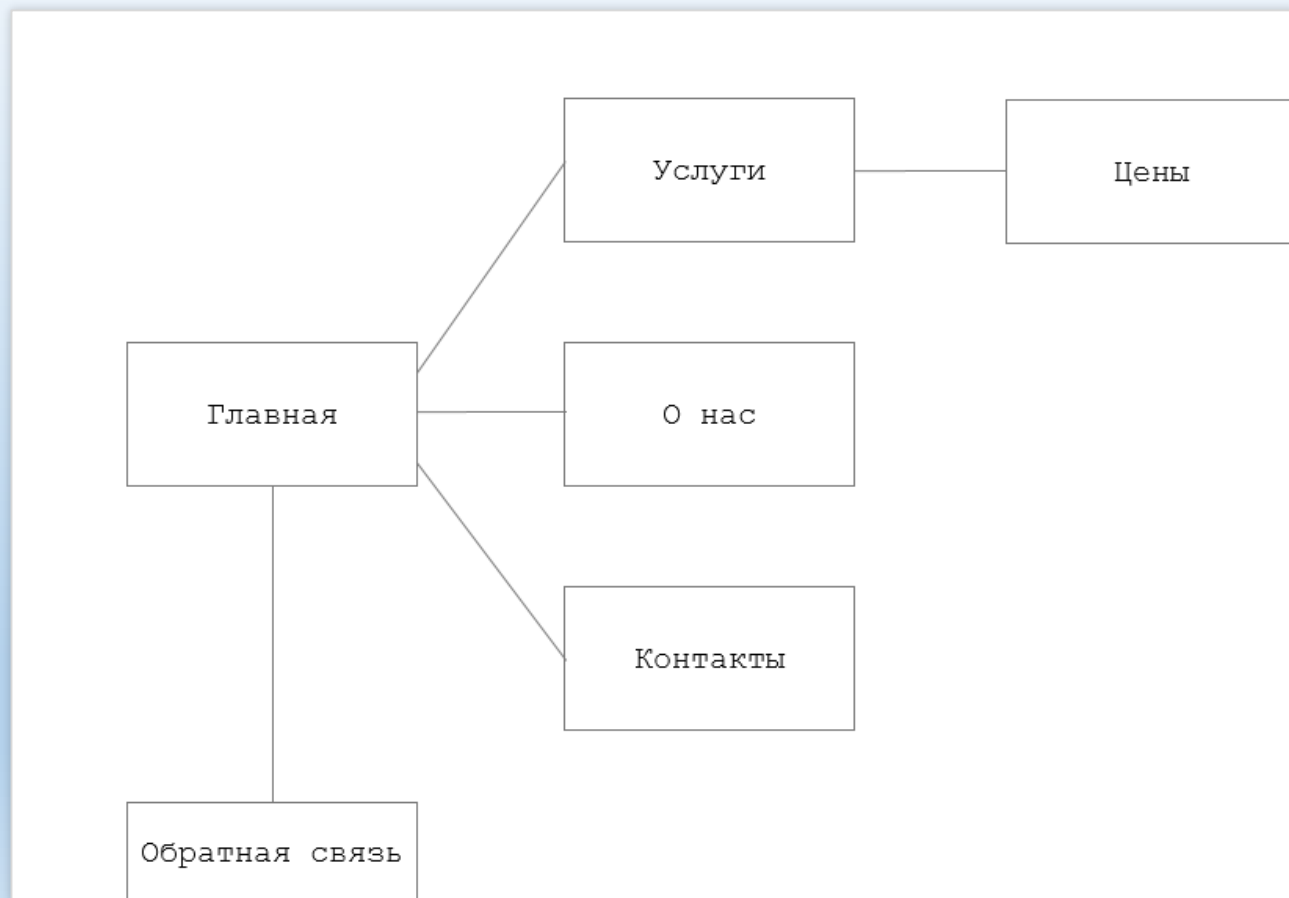 Услуги
Цены
Главная
О нас
Контакты
Обратная связь